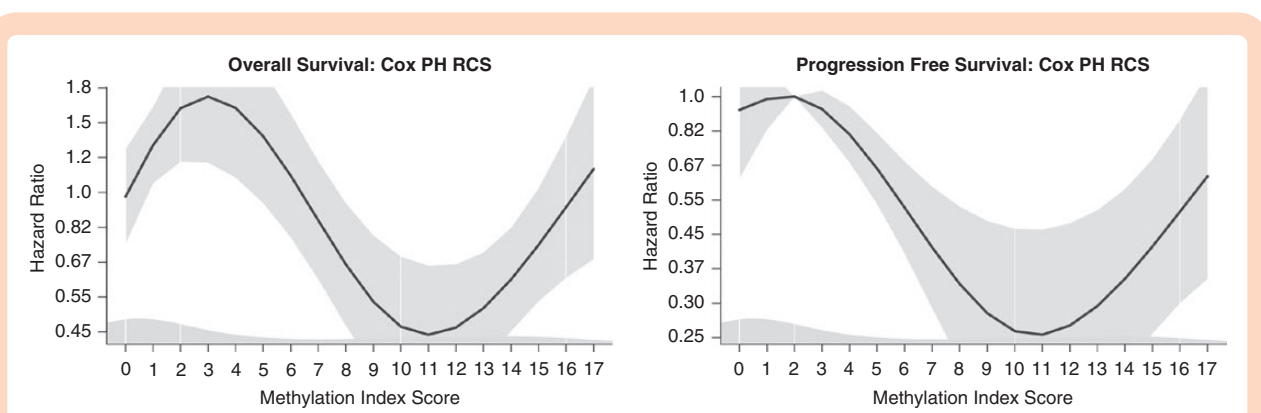 Overall Survival: Cox PH RCS
Hazard Ratio
1.8
1.5
1.2
1.0
0.82
0.67
0.55
0.45
0 1 2 3 4 5 6 7 8 9 10 11 12 13 14 15 16 17
Methylation Index Score
Progression Free Survival: Cox PH RCS
Hazard Ratio
1.0
0.82
0.67
0.55
0.45
0.37
0.30
0.25
0 1 2 3 4 5 6 7 8 9 10 11 12 13 14 15 16 17
Methylation Index Score